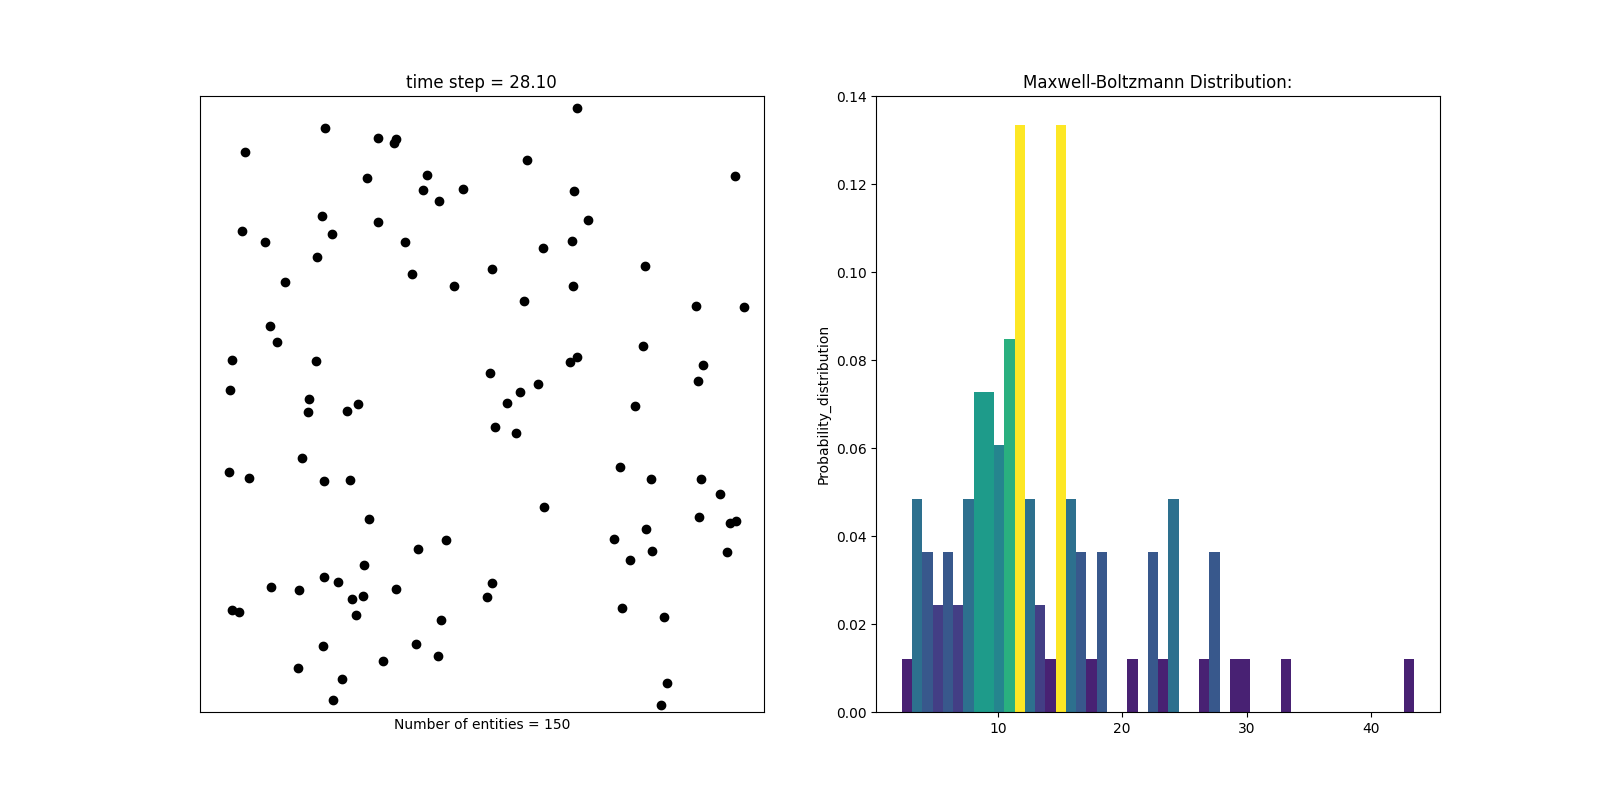 time step = 28.10
Number of entities = 150
Maxwell-Boltzmann Distribution:
Probability_distribution
0.14
0.12
0.10
0.08
0.06
0.04
0.02
0.00
10 20 30 40